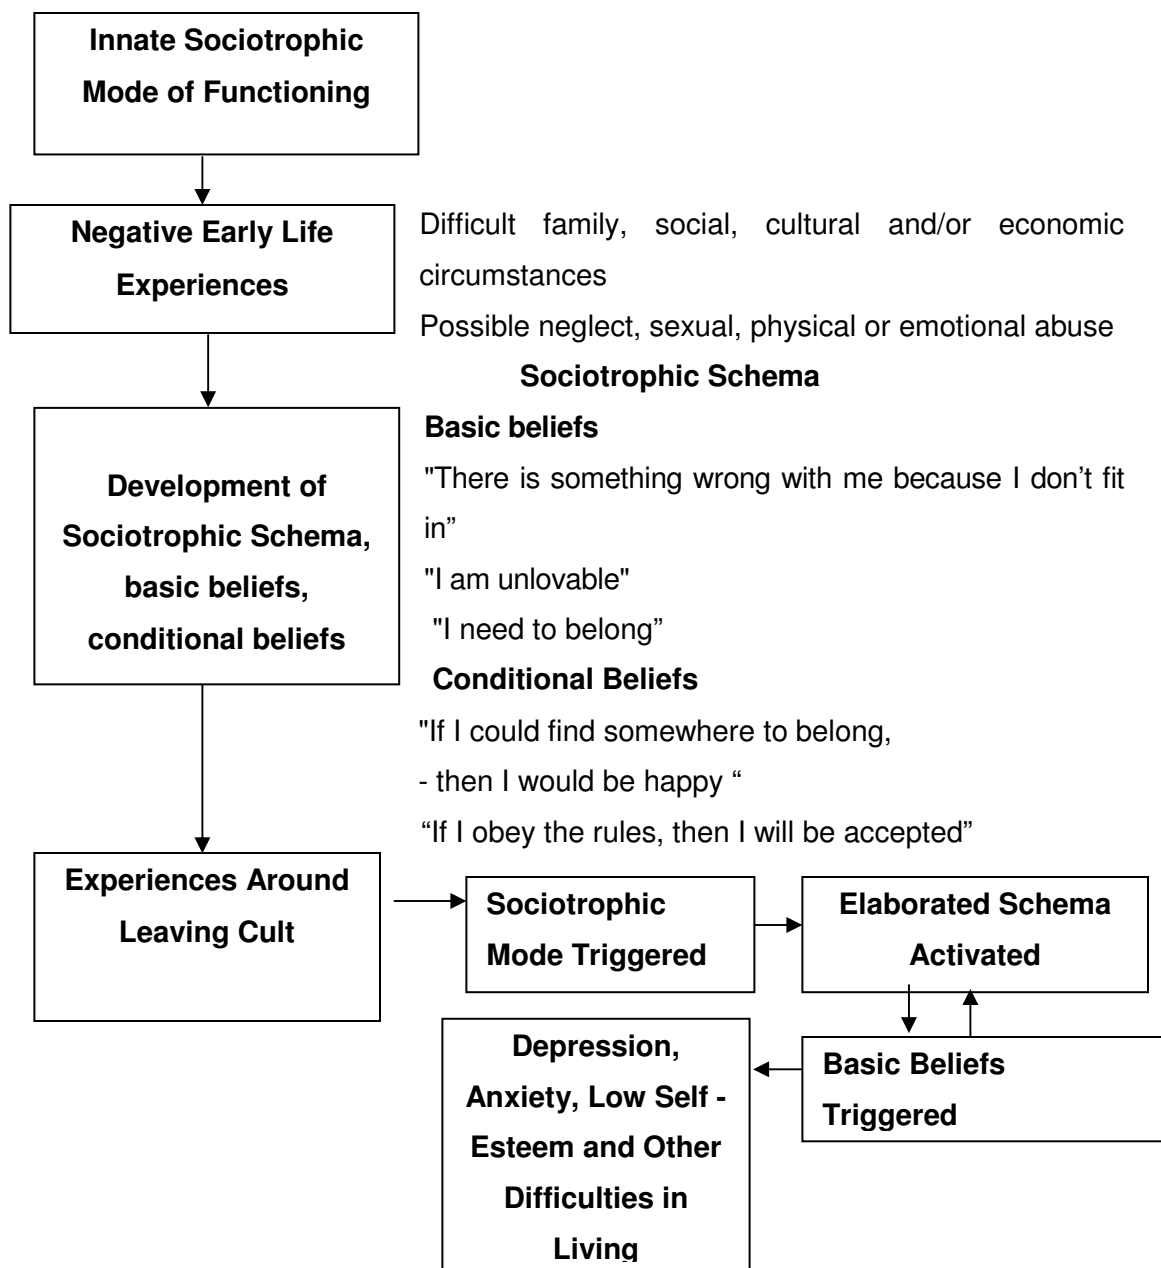 Innate Sociotrophic
Mode of Functioning
Negative Early Life
Experiences
Difficult family, social, cultural and/or economic
circumstances
Possible neglect, sexual, physical or emotional abuse
Sociotrophic Schema
Basic beliefs
"There is something wrong with me because I don’t fit
in”
"I am unlovable"
"I need to belong”
Development of
Sociotrophic Schema,
basic beliefs,
conditional beliefs
Conditional Beliefs
"If I could find somewhere to belong,
- then I would be happy “
“If I obey the rules, then I will be accepted”
Experiences Around
Leaving Cult
Sociotrophic
Mode Triggered
Elaborated Schema
Activated
Basic Beliefs
Triggered
Depression,
Anxiety, Low Self -
Esteem and Other
Difficulties in
Living